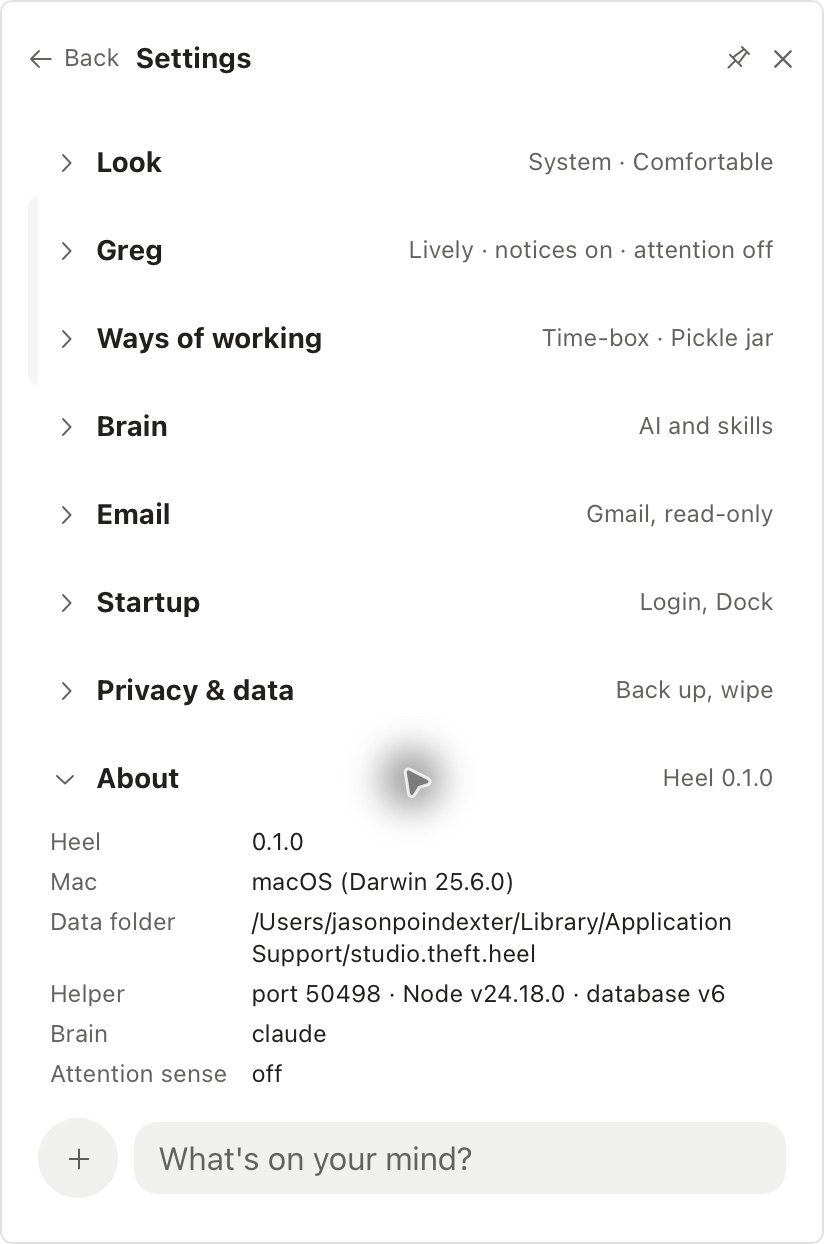 Back Settings
Look System · Comfortable
Greg Lively · notices on · attention off
Ways of working Time-box · Pickle jar
Brain AI and skills
Email Gmail, read-only
Startup Login, Dock
Privacy & data Back up, wipe
About Heel 0.1.0
Heel 0.1.0
Mac macOS (Darwin 25.6.0)
Data folder /Users/jasonpoindexter/Library/Application
Support/studio.theft.heel
Helper port 50498 · Node v24.18.0 · database v6
Brain claude
Attention sense off
What's on your mind?